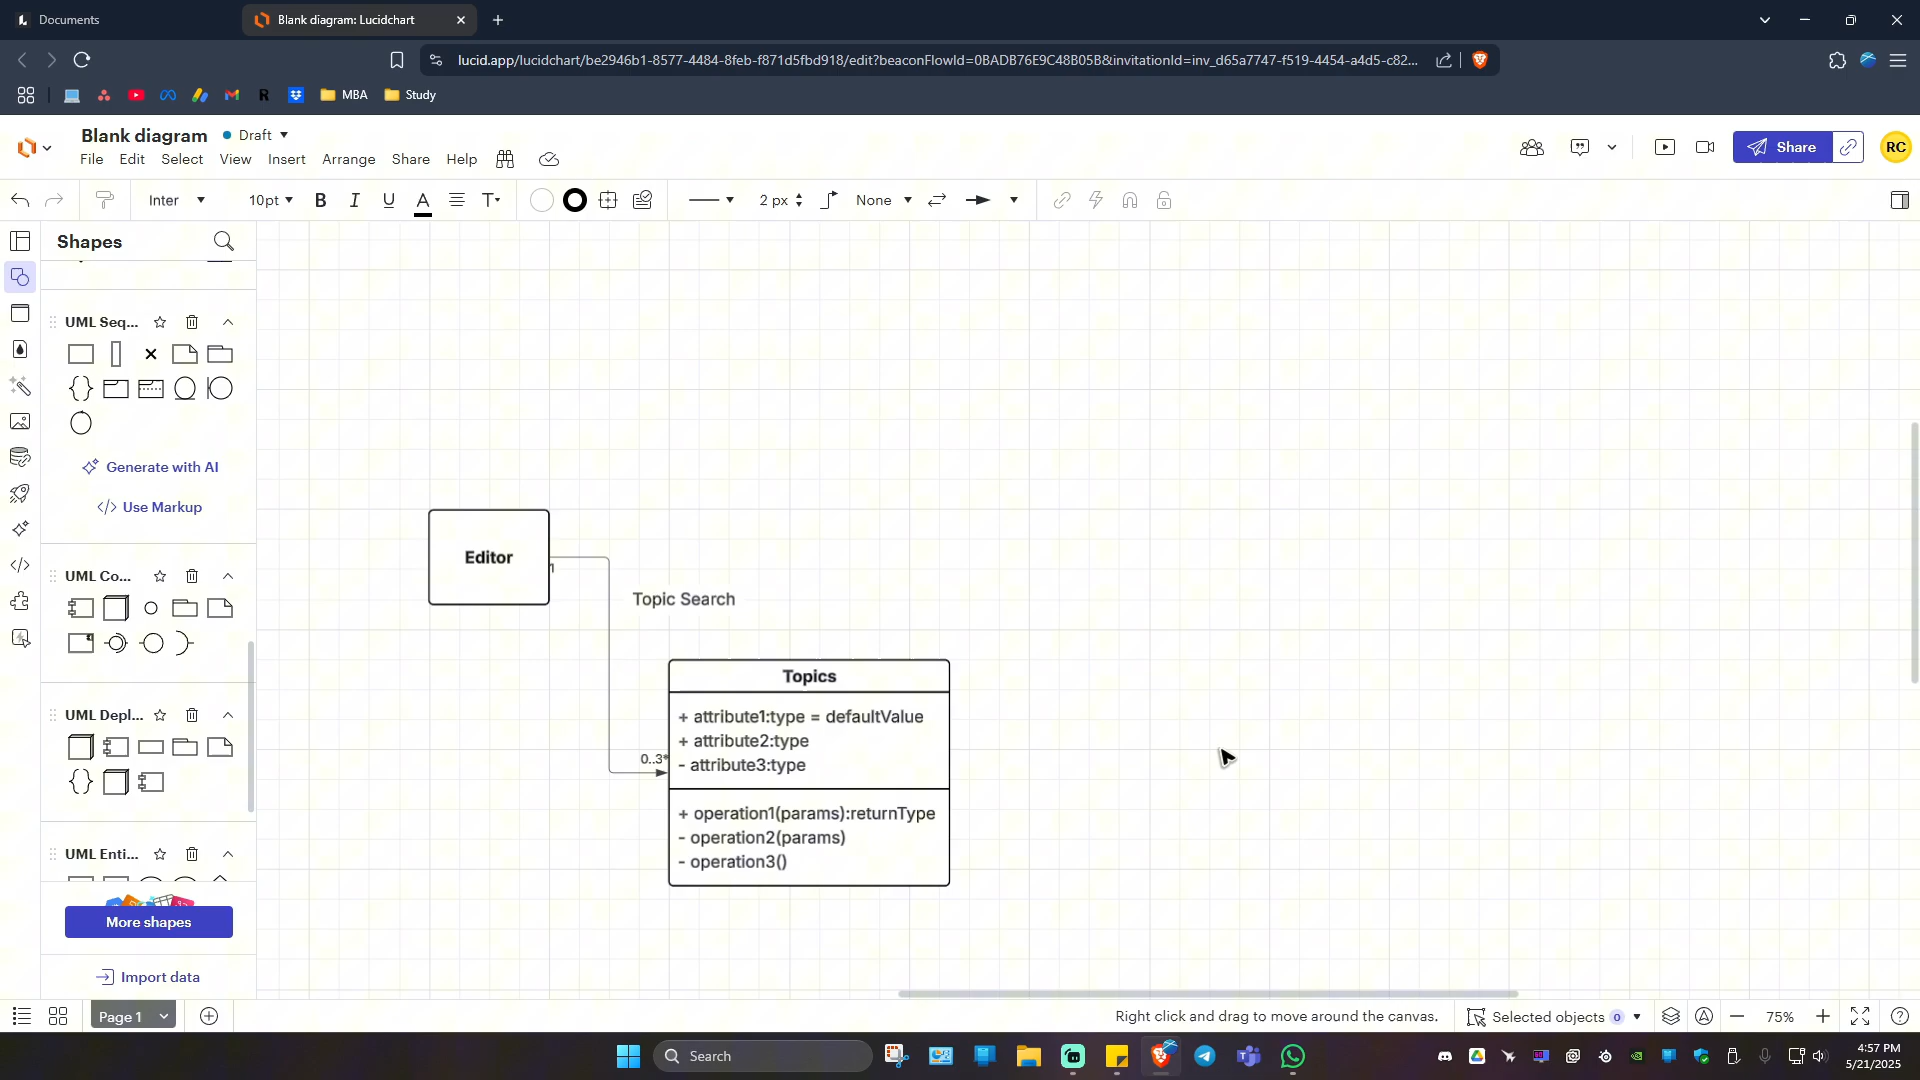 Documents
Blank diagram: Lucidchart
lucid.app/lucidchart/be2946b1-8577-4484-8feb-f871d5fbd918/edit?beaconFlowId=0BADB76E9C48B05B&invitationId=inv_d65a7747-f519-4454-a4d5-c82...
MBA
Study
Blank diagram
Draft
File Edit Select View Insert Arrange Share Help
Share
RC
Inter
10pt
B I U A T
2 px
None
Shapes
UML Seq...
Generate with AI
Use Markup
UML Co...
UML Depl...
UML Enti...
More shapes
Import data
Editor
1
Topic Search
Topics
+ attribute1:type = defaultValue
+ attribute2:type
- attribute3:type
0..3*
+ operation1(params):returnType
- operation2(params)
- operation3()
Page 1
Right click and drag to move around the canvas.
Selected objects 0
75%
Search
4:57 PM
5/21/2025